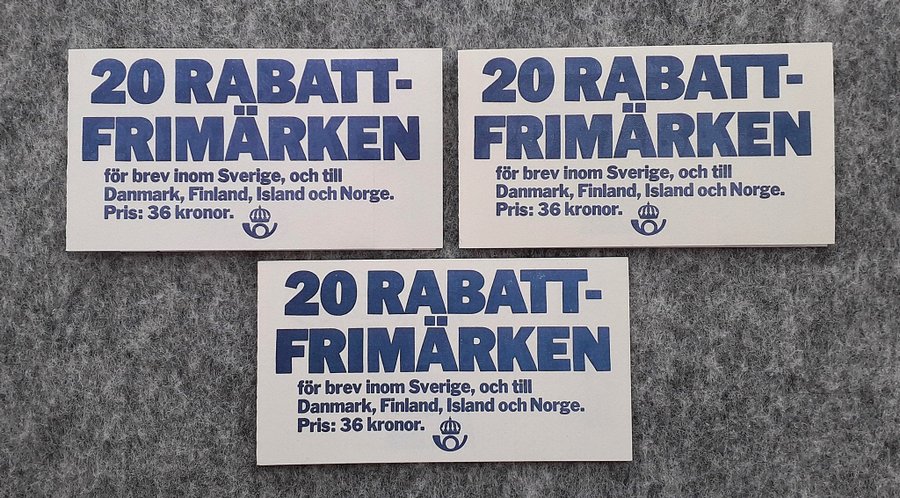 20 RABATT-
FRIMÄRKEN
för brev inom Sverige, och till
Danmark, Finland, Island och Norge.
Pris: 36 kronor.
20 RABATT-
FRIMÄRKEN
för brev inom Sverige, och till
Danmark, Finland, Island och Norge.
Pris: 36 kronor.
20 RABATT-
FRIMÄRKEN
för brev inom Sverige, och till
Danmark, Finland, Island och Norge.
Pris: 36 kronor.